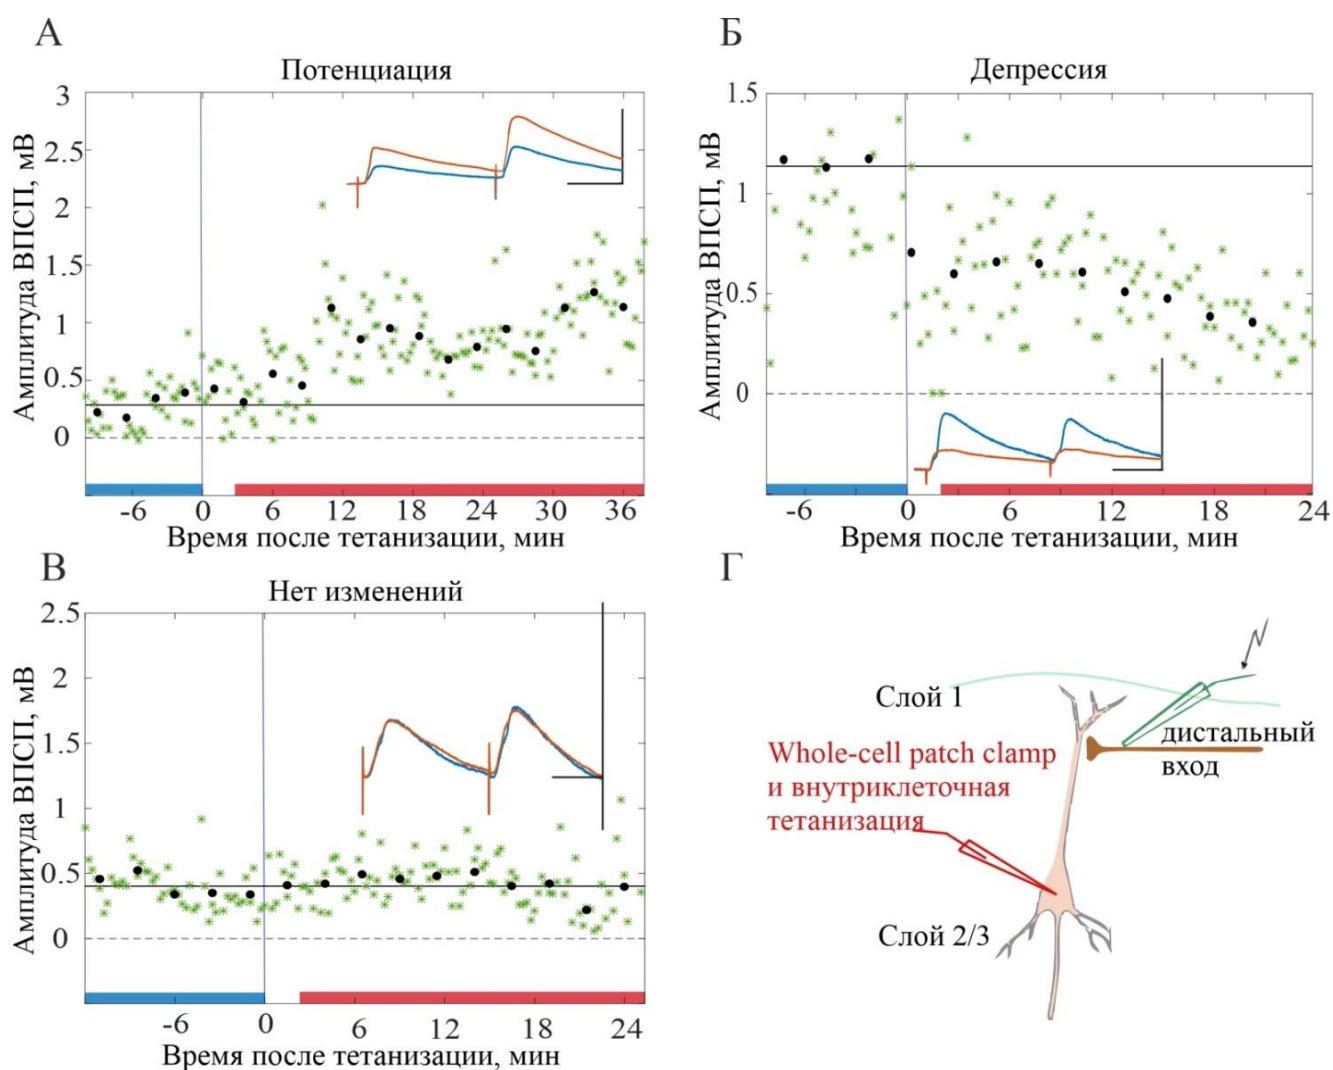 А
Потенциация
Амплитуда ВПСП, мВ
3
2.5
2
1.5
1
0.5
0
-6 0 6 12 18 24 30 36
Время после тетанизации, мин
Б
Депрессия
Амплитуда ВПСП, мВ
1.5
1
0.5
0
-6 0 6 12 18 24
Время после тетанизации, мин
В
Нет изменений
Амплитуда ВПСП, мВ
2.5
2
1.5
1
0.5
0
-6 0 6 12 18 24
Время после тетанизации, мин
Г
Слой 1
дистальный
вход
Whole-cell patch clamp
и внутриклеточная
тетанизация
Слой 2/3